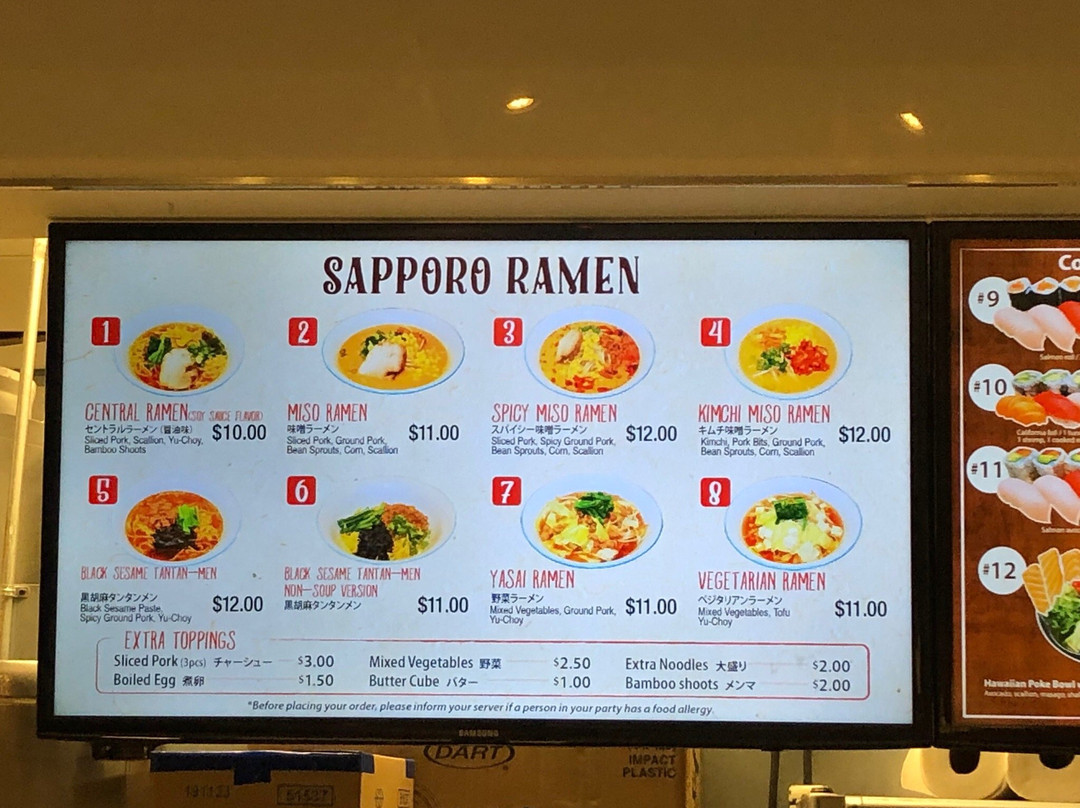 SAPPORO RAMEN
1
CENTRAL RAMEN (SOY SAUCE FLAVOR)
セントラルラーメン (醤油味)
Sliced Pork, Scallion, Yu-Choy,
Bamboo Shoots
$10.00
2
MISO RAMEN
味噌ラーメン
Sliced Pork, Ground Pork,
Bean Sprouts, Corn, Scallion
$11.00
3
SPICY MISO RAMEN
スパイシー味噌ラーメン
Sliced Pork, Spicy Ground Pork,
Bean Sprouts, Corn, Scallion
$12.00
4
KIMCHI MISO RAMEN
キムチ味噌ラーメン
Kimchi, Pork Bits, Ground Pork,
Bean Sprouts, Corn, Scallion
$12.00
5
BLACK SESAME TANTAN-MEN
黒胡麻タンタンメン
Black Sesame Paste,
Spicy Ground Pork, Yu-Choy
$12.00
6
BLACK SESAME TANTAN-MEN
NON-SOUP VERSION
黒胡麻タンタンメン
$11.00
7
YASAI RAMEN
野菜ラーメン
Mixed Vegetables, Ground Pork,
Yu-Choy
$11.00
8
VEGETARIAN RAMEN
ベジタリアンラーメン
Mixed Vegetables, Tofu
Yu-Choy
$11.00
EXTRA TOPPINGS
Sliced Pork (3pcs) チャーシュー $3.00
Boiled Egg 煮卵 $1.50
Mixed Vegetables 野菜 $2.50
Butter Cube バター $1.00
Extra Noodles 大盛り $2.00
Bamboo shoots メンマ $2.00
*Before placing your order, please inform your server if a person in your party has a food allergy.
SAMSUNG
Co
#9
Salmon roll /
#10
#11
#12
Hawaiian Poke Bowl
Avocado, scallion, masago,
DART
IMPACT
PLASTIC